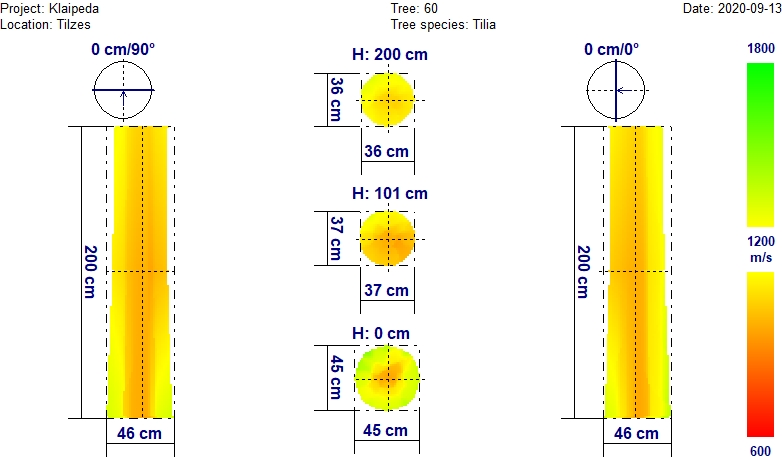 Project: Klaipeda
Tree: 60
Date: 2020-09-13
Location: Tilzes
Tree species: Tilia
0 cm/90°
H: 200 cm
0 cm/0°
1800
36 cm
36 cm
H: 101 cm
37 cm
37 cm
200 cm
200 cm
1200
m/s
H: 0 cm
45 cm
46 cm
45 cm
46 cm
600